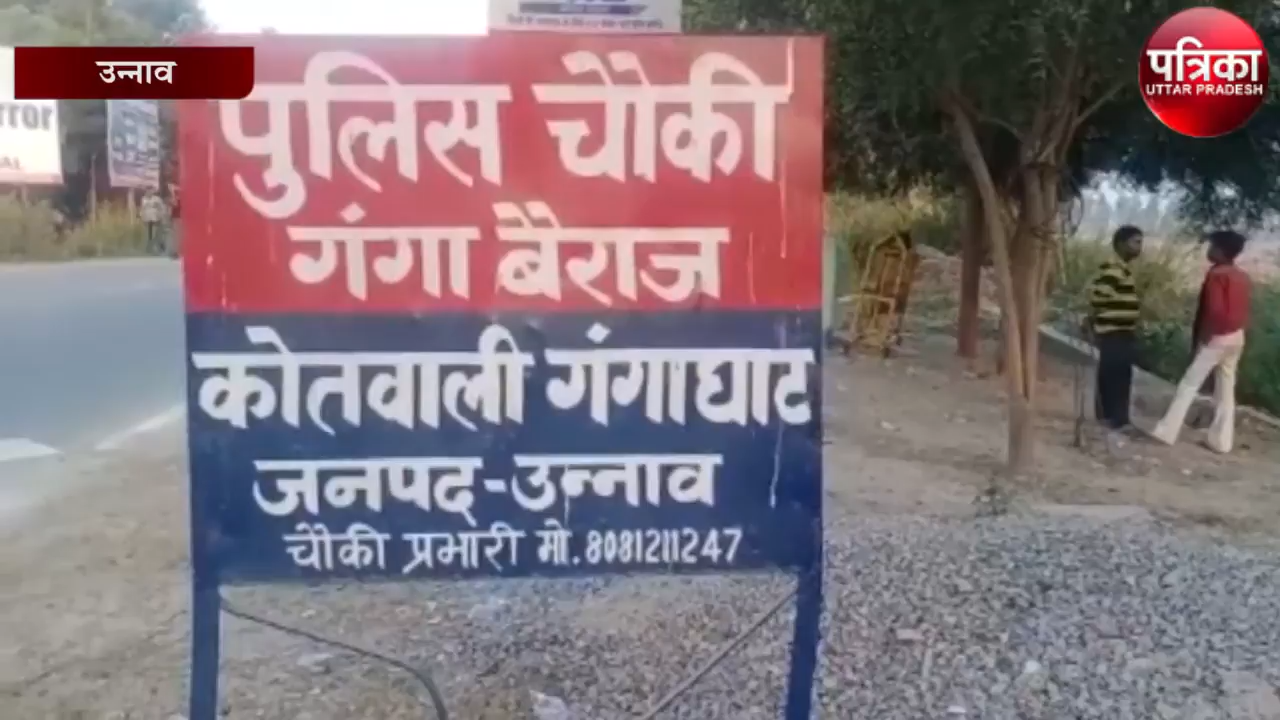 उन्नाव
पत्रिका
UTTAR PRADESH
पुलिस चौकी
गंगा बैराज
कोतवाली गंगाघाट
जनपद-उन्नाव
चौकी प्रभारी मो.8081211247